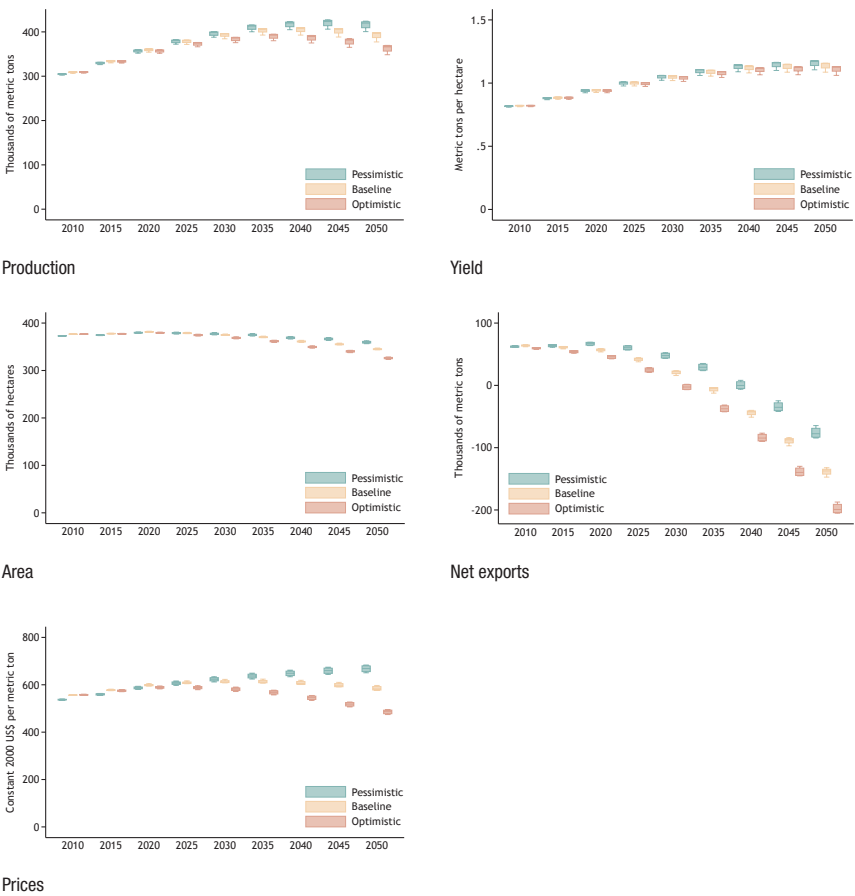 Thousands of metric tons
400
300
200
100
0
Pessimistic
Baseline
Optimistic
2010 2015 2020 2025 2030 2035 2040 2045 2050
Production
Metric tons per hectare
1.5
1
.5
0
Pessimistic
Baseline
Optimistic
2010 2015 2020 2025 2030 2035 2040 2045 2050
Yield
Thousands of hectares
400
300
200
100
0
Pessimistic
Baseline
Optimistic
2010 2015 2020 2025 2030 2035 2040 2045 2050
Area
Thousands of metric tons
100
0
-100
-200
Pessimistic
Baseline
Optimistic
2010 2015 2020 2025 2030 2035 2040 2045 2050
Net exports
Constant 2000 US$ per metric ton
800
600
400
200
0
Pessimistic
Baseline
Optimistic
2010 2015 2020 2025 2030 2035 2040 2045 2050
Prices